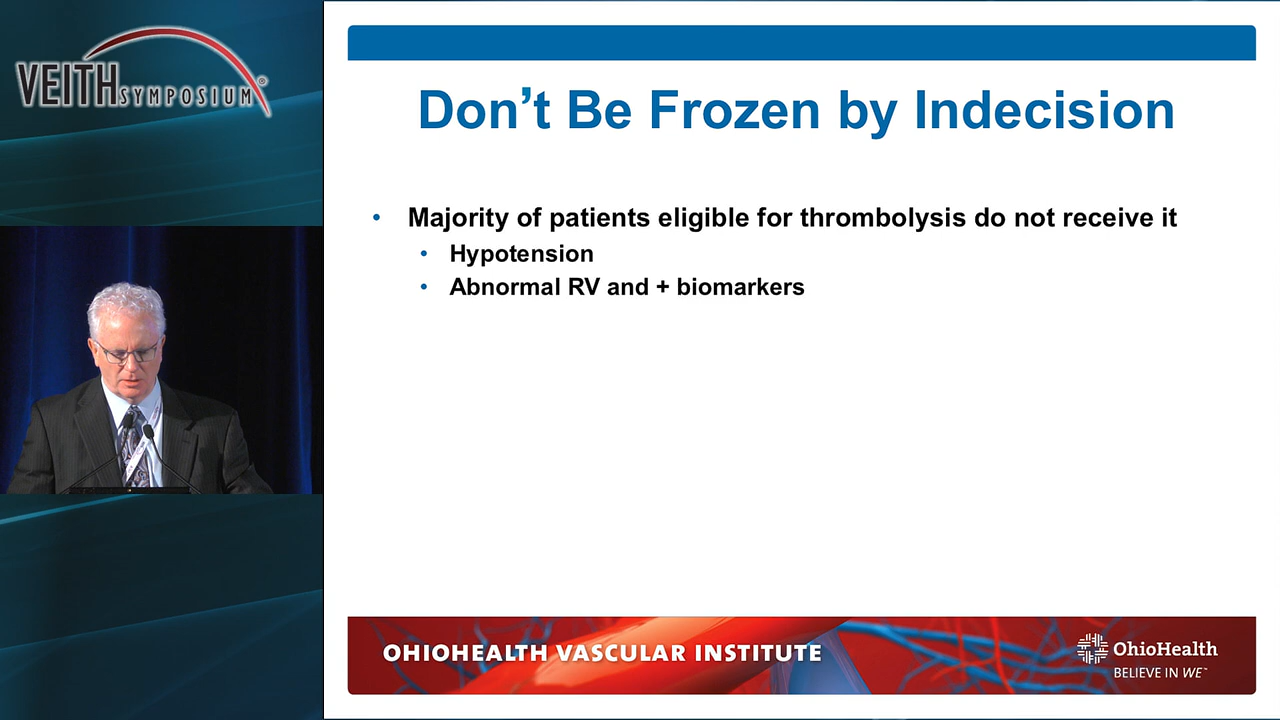 VEITHSYMPOSIUM®
Don’t Be Frozen by Indecision
• Majority of patients eligible for thrombolysis do not receive it
• Hypotension
• Abnormal RV and + biomarkers
OHIOHEALTH VASCULAR INSTITUTE
OhioHealth
BELIEVE IN WE™